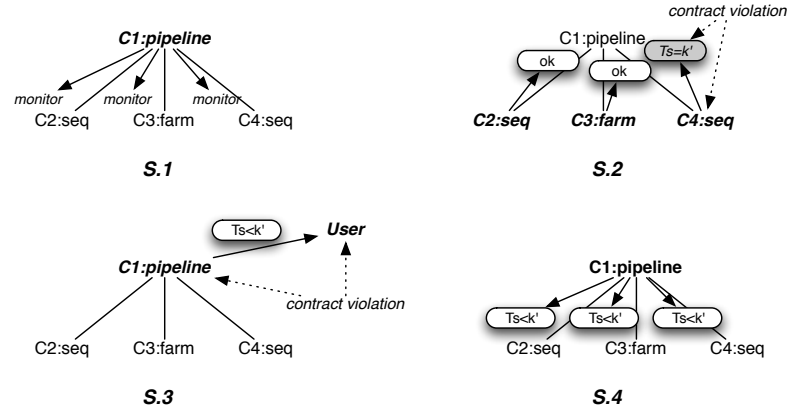 C1:pipeline
monitor monitor monitor
C2:seq C3:farm C4:seq
S.1
contract violation
C1:pipeline
Ts=k'
ok
ok
C2:seq C3:farm C4:seq
S.2
Ts<k'
User
C1:pipeline
contract violation
C2:seq C3:farm C4:seq
S.3
C1:pipeline
Ts<k' Ts<k' Ts<k'
C2:seq C3:farm C4:seq
S.4